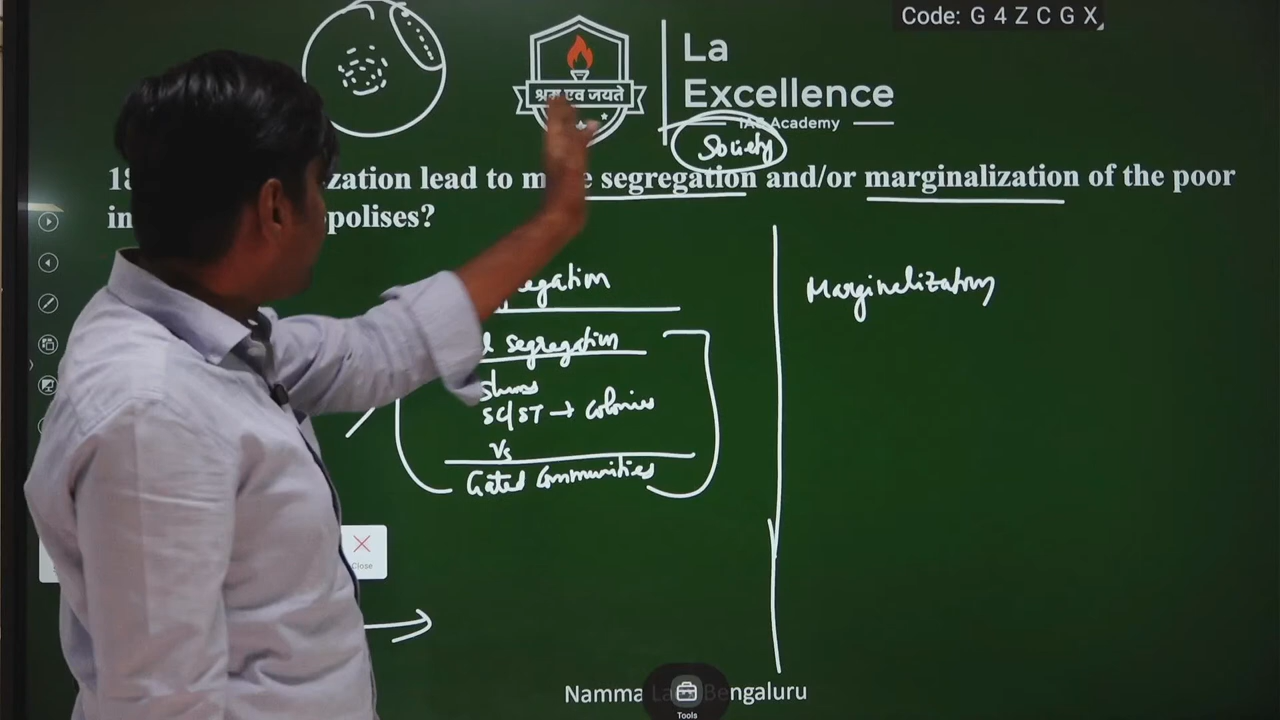 Code: G 4 Z C G X
La
Excellence
श्रम एव जयते
IAS Academy
Society
18 zation lead to m e segregation and/or marginalization of the poor
in polises?
egation
Marginalization
l segregation
Slums
SC/ST → Colonies
Vs
Gated Communities
Close
Namma Bengaluru
Tools